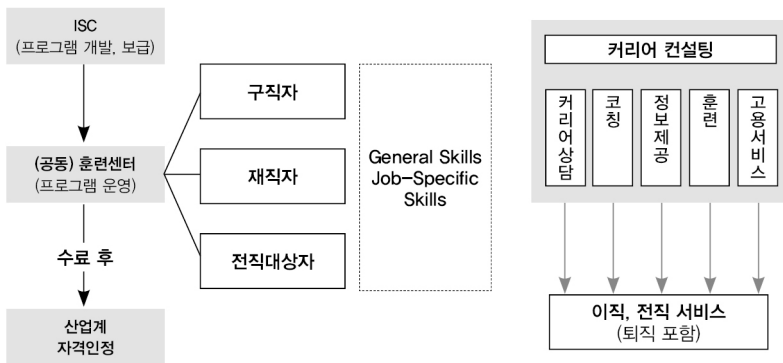 ISC
(프로그램 개발, 보급)
(공동) 훈련센터
(프로그램 운영)
수료 후
산업계
자격인정
구직자
재직자
전직대상자
General Skills
Job-Specific
Skills
커리어 컨설팅
커리어상담
코칭
정보제공
훈련
고용서비스
이직, 전직 서비스
(퇴직 포함)